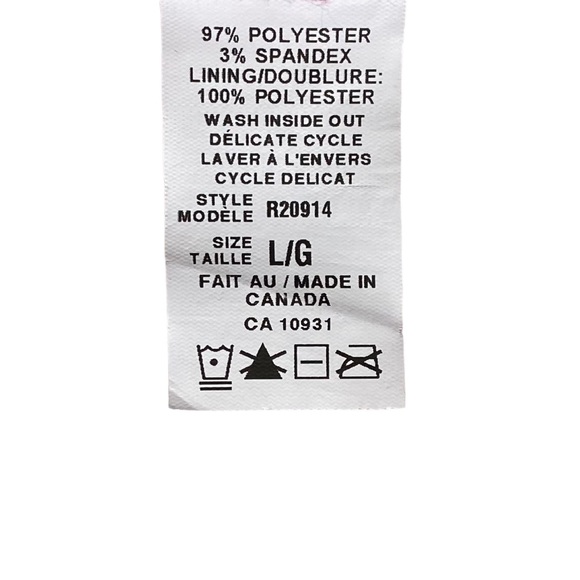 97% POLYESTER
3% SPANDEX
LINING/DOUBLURE:
100% POLYESTER
WASH INSIDE OUT
DÉLICATE CYCLE
LAVER À L'ENVERS
CYCLE DELICAT
STYLE
MODÈLE R20914
SIZE
TAILLE L/G
FAIT AU / MADE IN
CANADA
CA 10931